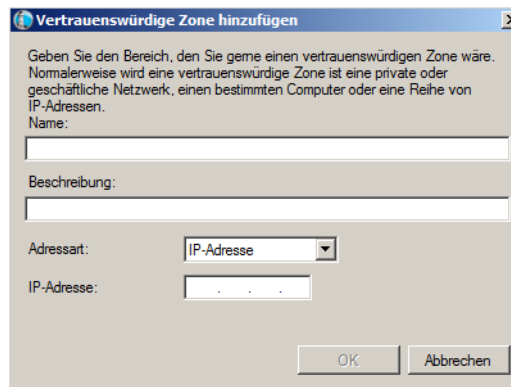 Vertrauenswürdige Zone hinzufügen
Geben Sie den Bereich, den Sie gerne einen vertrauenswürdigen Zone wäre.
Normalerweise wird eine vertrauenswürdige Zone ist eine private oder
geschäftliche Netzwerk, einen bestimmten Computer oder eine Reihe von
IP-Adressen.
Name:
Beschreibung:
Adressart:
IP-Adresse
IP-Adresse:
. . .
OK
Abbrechen